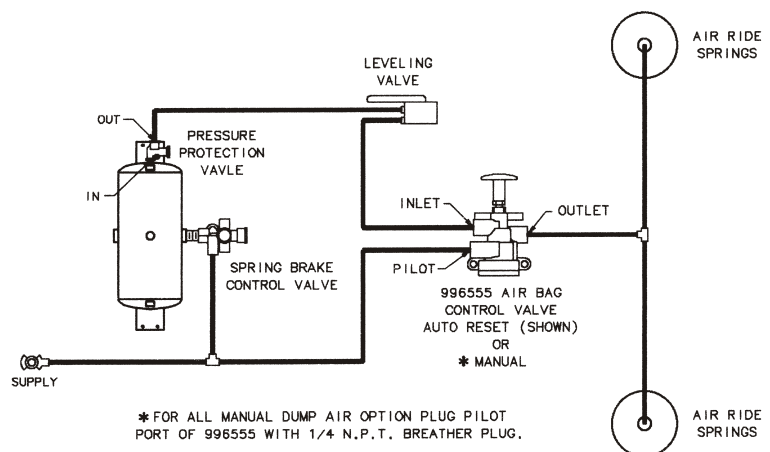 AIR RIDE
SPRINGS
LEVELING
VALVE
OUT
PRESSURE
PROTECTION
VAVLE
IN
INLET
OUTLET
SPRING BRAKE
CONTROL VALVE
PILOT
996555 AIR BAG
CONTROL VALVE
AUTO RESET (SHOWN)
OR
* MANUAL
SUPPLY
* FOR ALL MANUAL DUMP AIR OPTION PLUG PILOT
PORT OF 996555 WITH 1/4 N.P.T. BREATHER PLUG.
AIR RIDE
SPRINGS